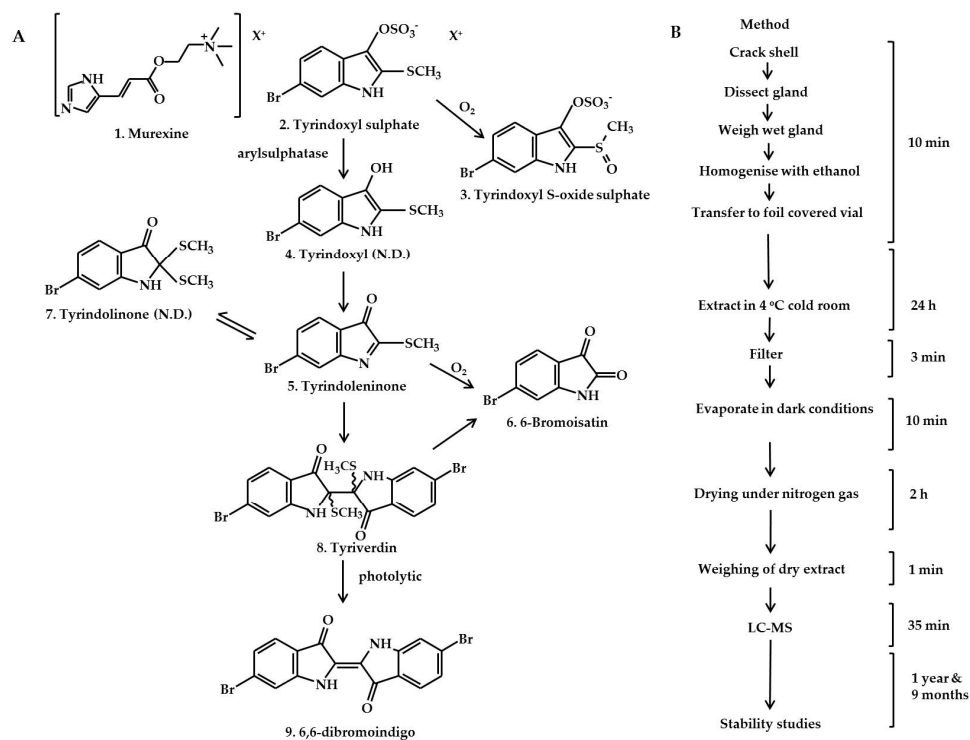 A
X⁺
+
N
O
O
NH
N
1. Murexine
OSO₃⁻
X⁺
SCH₃
Br
NH
2. Tyrindoxyl sulphate
O₂
OSO₃⁻
CH₃
S
O
Br
NH
3. Tyrindoxyl S-oxide sulphate
arylsulphatase
OH
SCH₃
Br
NH
4. Tyrindoxyl (N.D.)
O
SCH₃
SCH₃
Br
NH
7. Tyrindolinone (N.D.)
O
SCH₃
Br
N
5. Tyrindoleninone
O₂
O
O
Br
NH
6. 6-Bromoisatin
O
H₃CS
NH
Br
Br
NH
SCH₃
O
8. Tyriverdin
photolytic
O
NH
Br
Br
NH
O
9. 6,6-dibromoindigo
B
Method
Crack shell
Dissect gland
Weigh wet gland
Homogenise with ethanol
Transfer to foil covered vial
10 min
Extract in 4 ºC cold room
24 h
Filter
3 min
Evaporate in dark conditions
10 min
Drying under nitrogen gas
2 h
Weighing of dry extract
1 min
LC-MS
35 min
1 year &
9 months
Stability studies